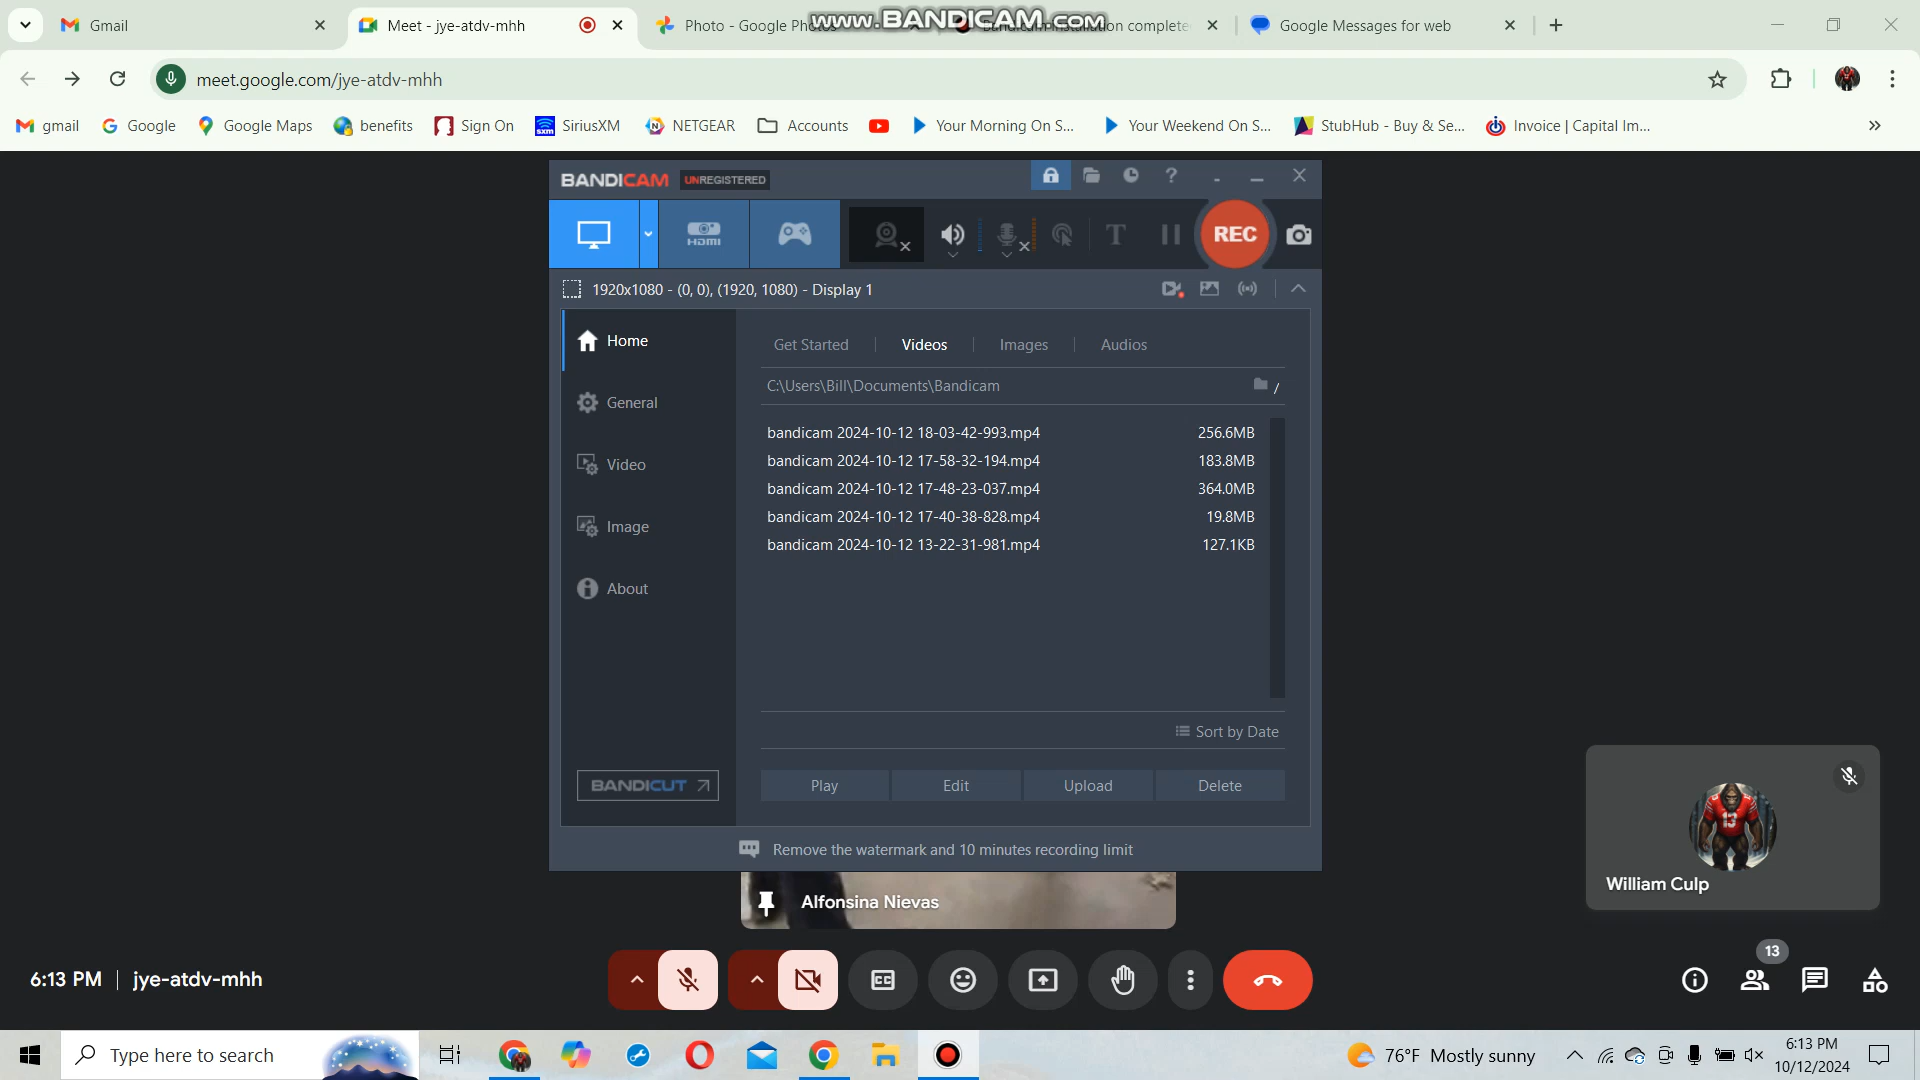 Gmail
Meet - jye-atdv-mhh
Photo - Google Photos
www.BANDICAM.com
Bandicam installation complete
Google Messages for web
meet.google.com/jye-atdv-mhh
gmail
Google
Google Maps
benefits
Sign On
SiriusXM
NETGEAR
Accounts
Your Morning On S...
Your Weekend On S...
StubHub - Buy & Se...
Invoice | Capital Im...
BANDICAM UNREGISTERED
HDMI
T
REC
1920x1080 - (0, 0), (1920, 1080) - Display 1
Home
General
Video
Image
About
Get Started
Videos
Images
Audios
C:\Users\Bill\Documents\Bandicam
bandicam 2024-10-12 18-03-42-993.mp4 256.6MB
bandicam 2024-10-12 17-58-32-194.mp4 183.8MB
bandicam 2024-10-12 17-48-23-037.mp4 364.0MB
bandicam 2024-10-12 17-40-38-828.mp4 19.8MB
bandicam 2024-10-12 13-22-31-981.mp4 127.1KB
Sort by Date
BANDICUT
Play
Edit
Upload
Delete
Remove the watermark and 10 minutes recording limit
Alfonsina Nievas
13
William Culp
6:13 PM | jye-atdv-mhh
CC
13
Type here to search
76°F Mostly sunny
6:13 PM
10/12/2024